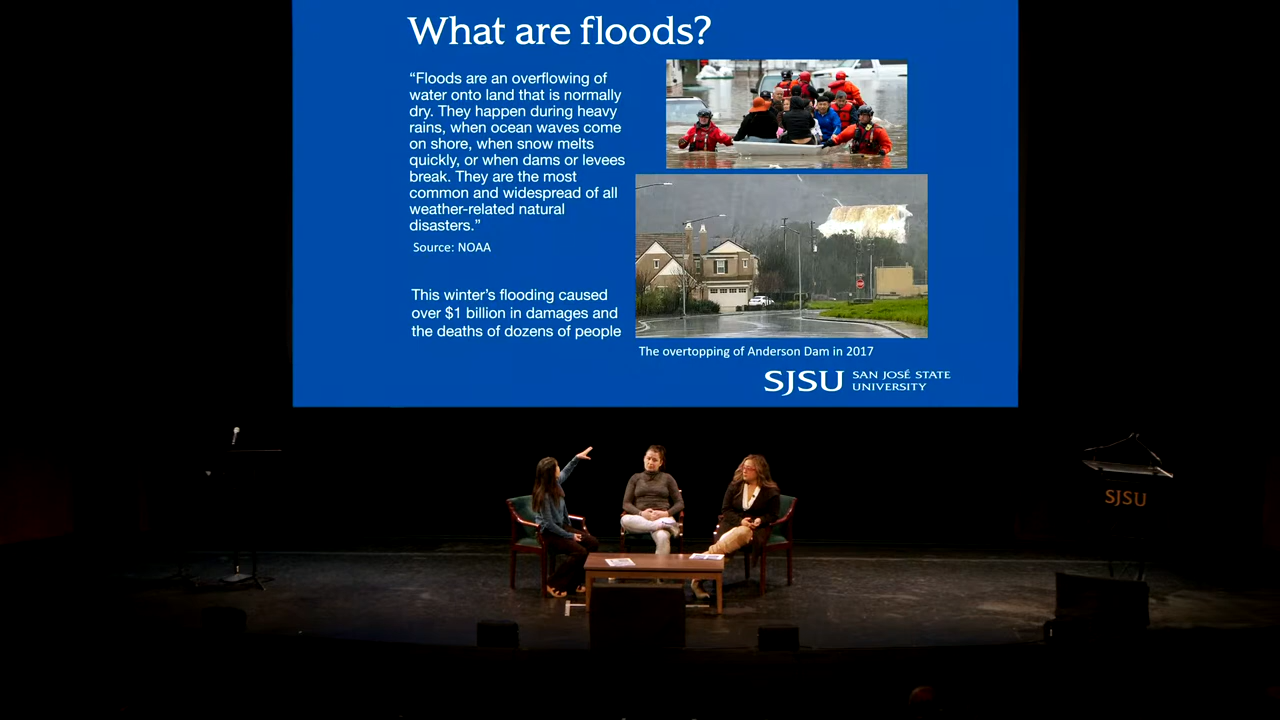 What are floods?
“Floods are an overflowing of
water onto land that is normally
dry. They happen during heavy
rains, when ocean waves come
on shore, when snow melts
quickly, or when dams or levees
break. They are the most
common and widespread of all
weather-related natural
disasters.”
Source: NOAA
This winter’s flooding caused
over $1 billion in damages and
the deaths of dozens of people
The overtopping of Anderson Dam in 2017
SJSU SAN JOSÉ STATE
UNIVERSITY
SJSU